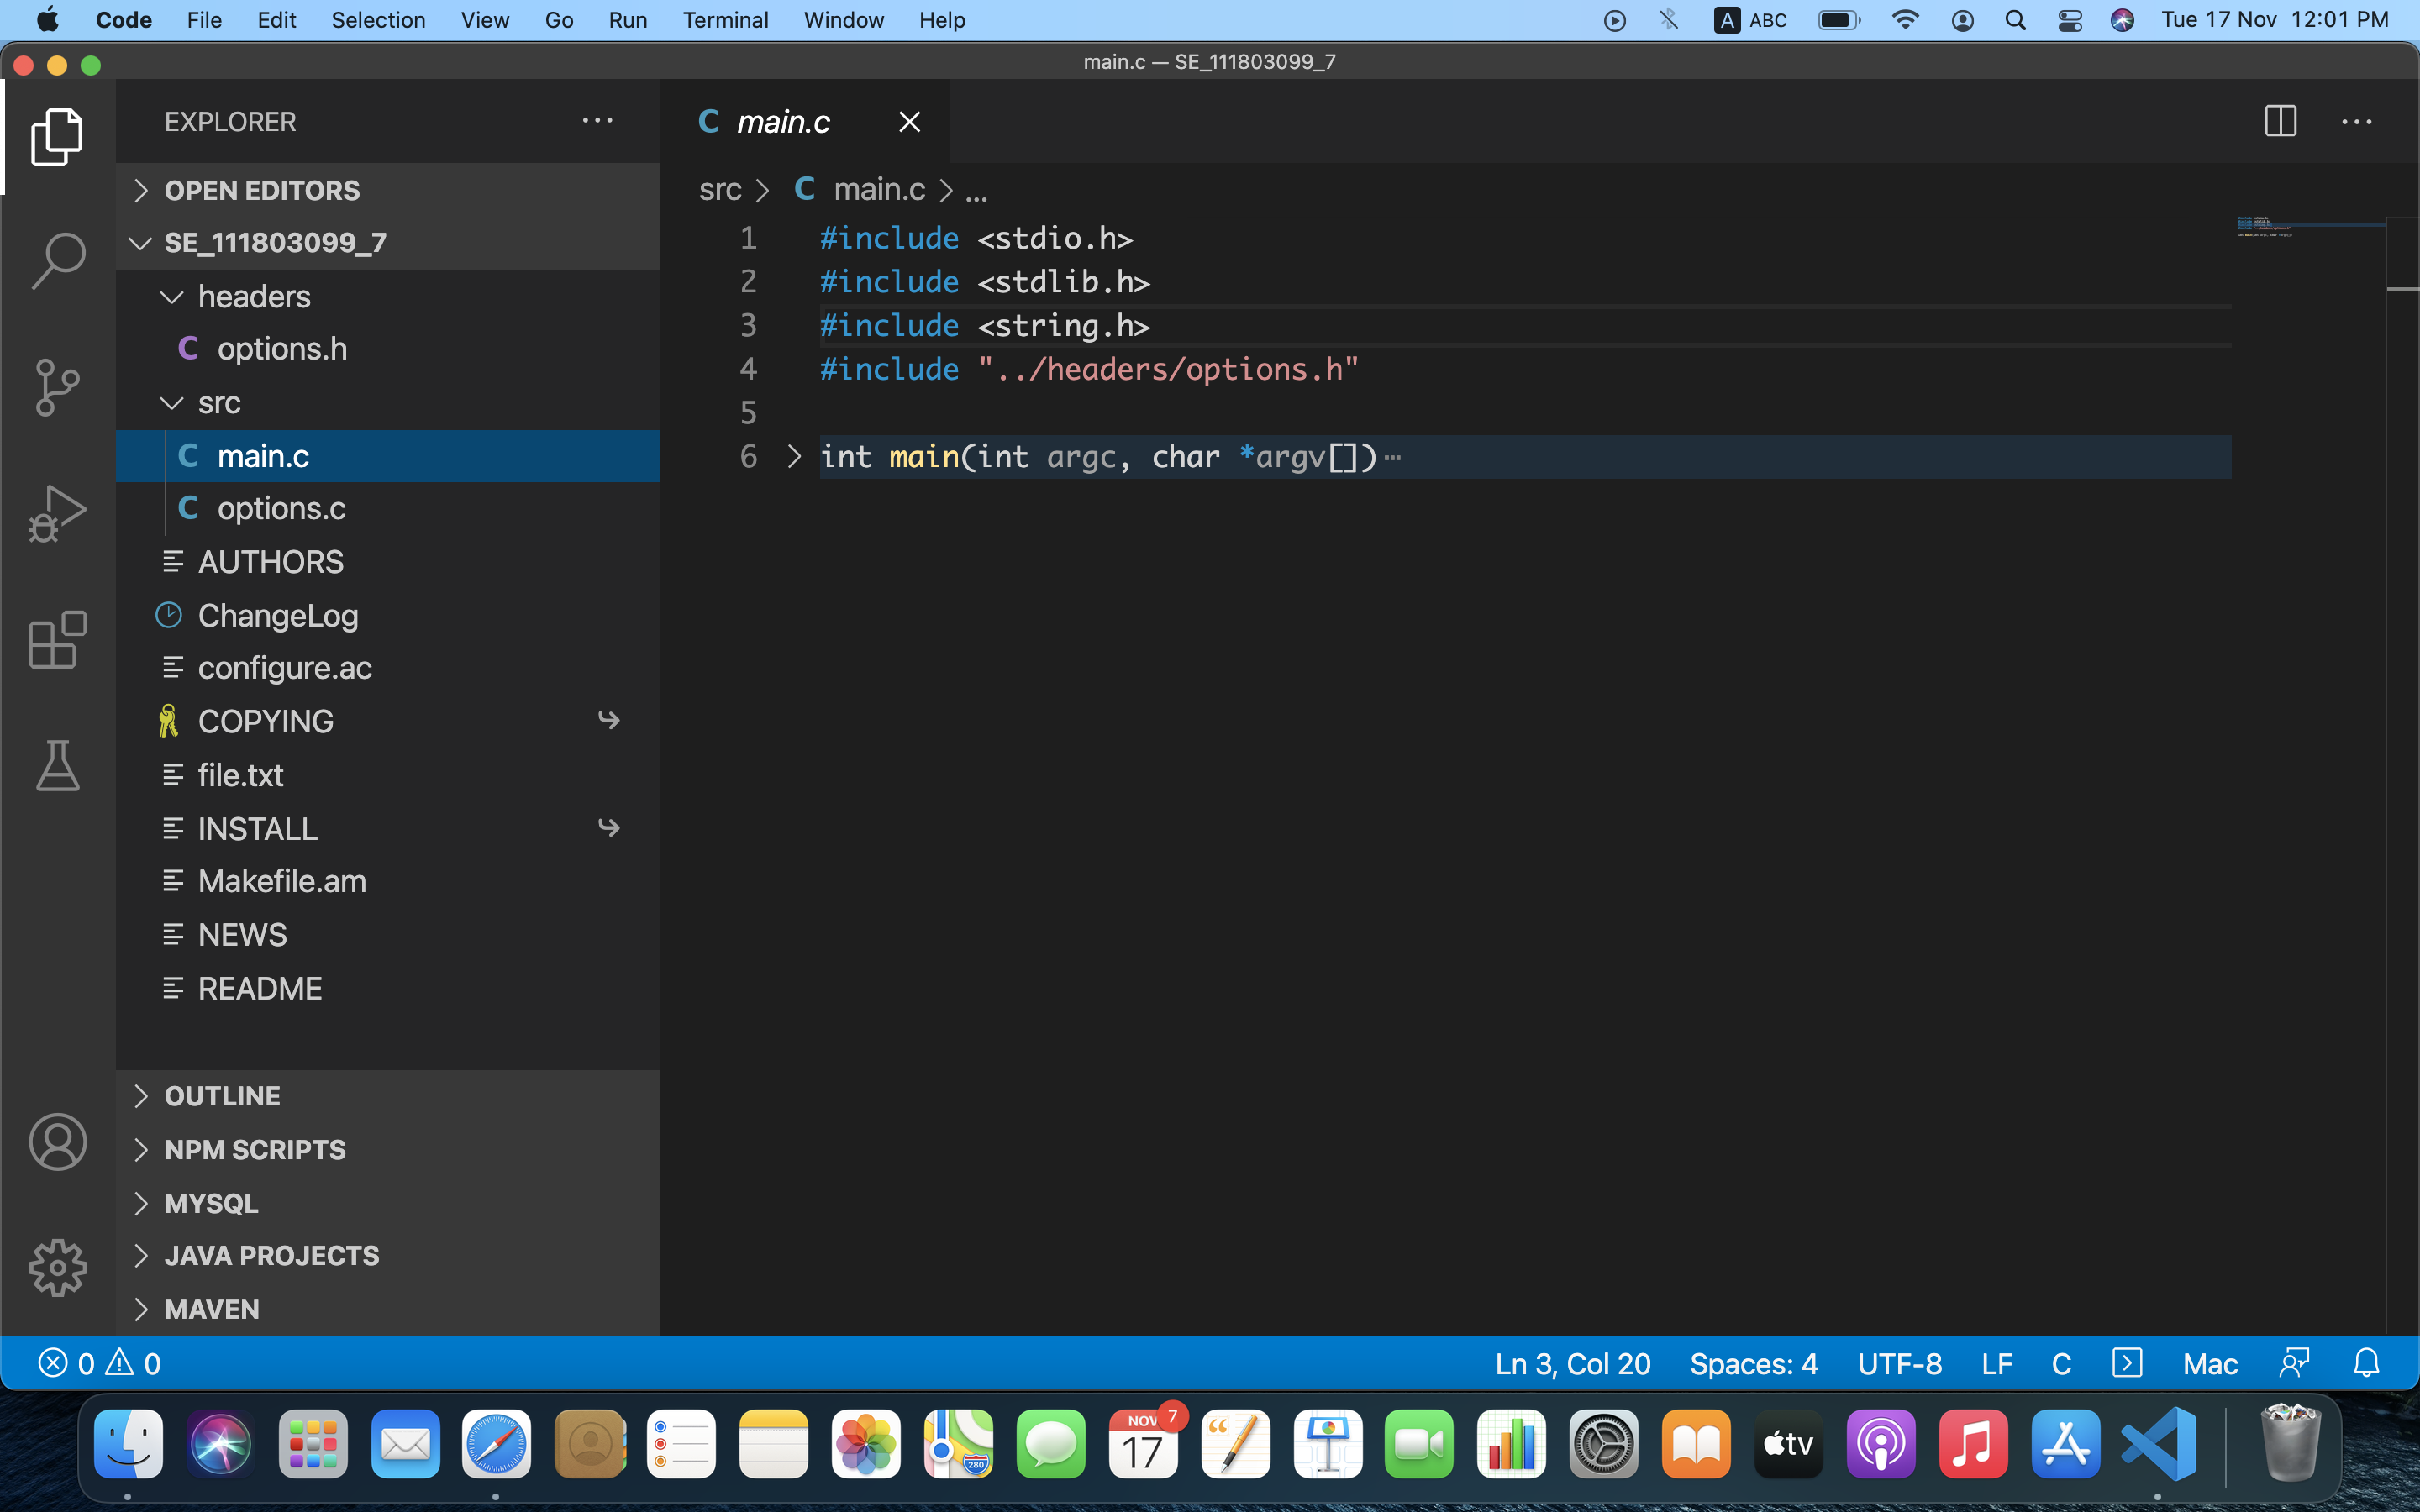 Code File Edit Selection View Go Run Terminal Window Help A ABC Tue 17 Nov 12:01 PM
main.c — SE_111803099_7
EXPLORER
OPEN EDITORS
SE_111803099_7
headers
C options.h
src
C main.c
C options.c
AUTHORS
ChangeLog
configure.ac
COPYING
file.txt
INSTALL
Makefile.am
NEWS
README
OUTLINE
NPM SCRIPTS
MYSQL
JAVA PROJECTS
MAVEN
C main.c
src > C main.c > ...
1 #include <stdio.h>
2 #include <stdlib.h>
3 #include <string.h>
4 #include "../headers/options.h"
5
6 > int main(int argc, char *argv[])⋯
0 0 Ln 3, Col 20 Spaces: 4 UTF-8 LF C Mac
280
NOV 7
17
tv